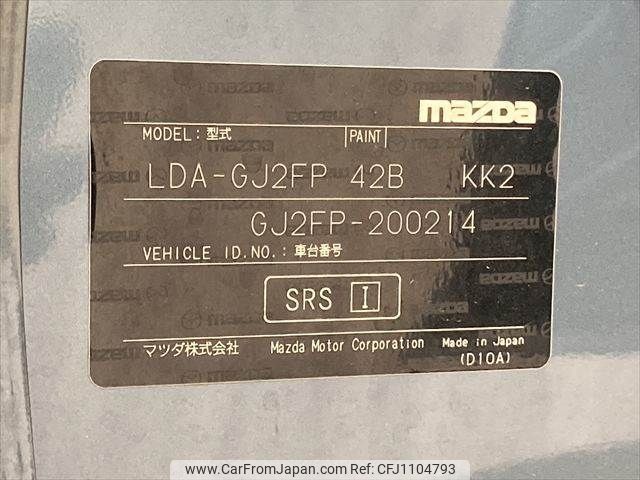 mazda
MODEL: 型式 PAINT
LDA-GJ2FP 42B KK2
GJ2FP-200214
VEHICLE ID.NO.: 車台番号
SRS I
マツダ株式会社 Mazda Motor Corporation Made in Japan
(D10A)
www.CarFromJapan.com CFJ1104793